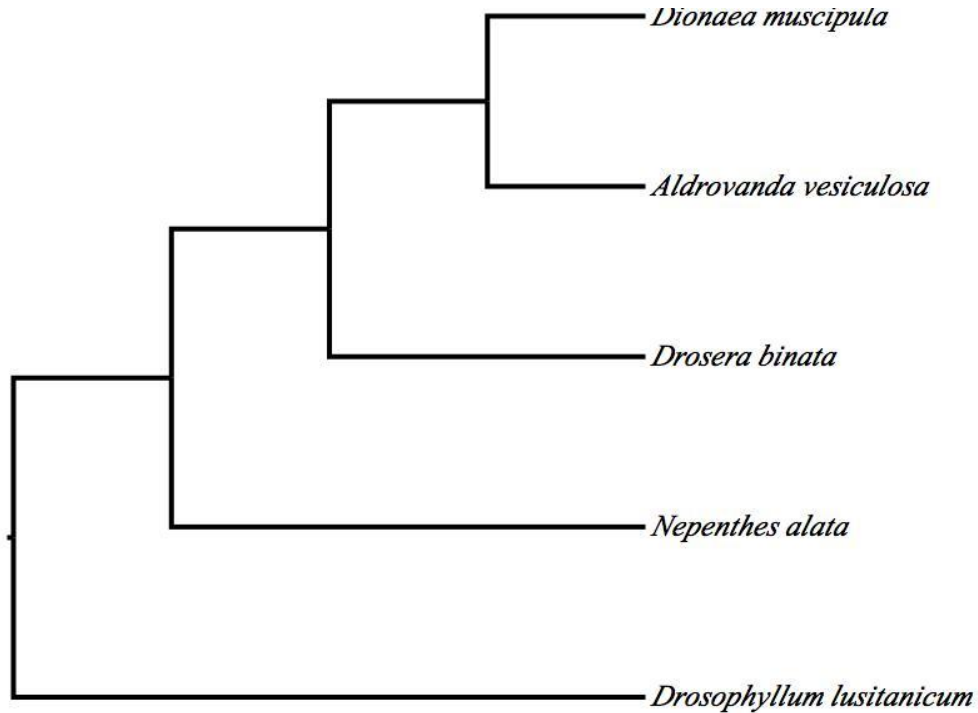 Dionaea muscipula
Aldrovanda vesiculosa
Drosera binata
Nepenthes alata
Drosophyllum lusitanicum